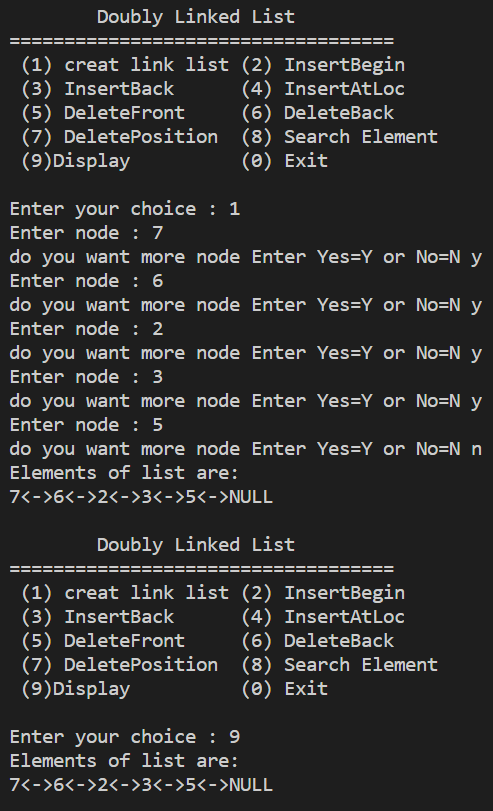 Doubly Linked List
===================================
(1) creat link list (2) InsertBegin
(3) InsertBack      (4) InsertAtLoc
(5) DeleteFront     (6) DeleteBack
(7) DeletePosition  (8) Search Element
(9)Display          (0) Exit
Enter your choice : 1
Enter node : 7
do you want more node Enter Yes=Y or No=N y
Enter node : 6
do you want more node Enter Yes=Y or No=N y
Enter node : 2
do you want more node Enter Yes=Y or No=N y
Enter node : 3
do you want more node Enter Yes=Y or No=N y
Enter node : 5
do you want more node Enter Yes=Y or No=N n
Elements of list are:
7<->6<->2<->3<->5<->NULL
Doubly Linked List
===================================
(1) creat link list (2) InsertBegin
(3) InsertBack      (4) InsertAtLoc
(5) DeleteFront     (6) DeleteBack
(7) DeletePosition  (8) Search Element
(9)Display          (0) Exit
Enter your choice : 9
Elements of list are:
7<->6<->2<->3<->5<->NULL